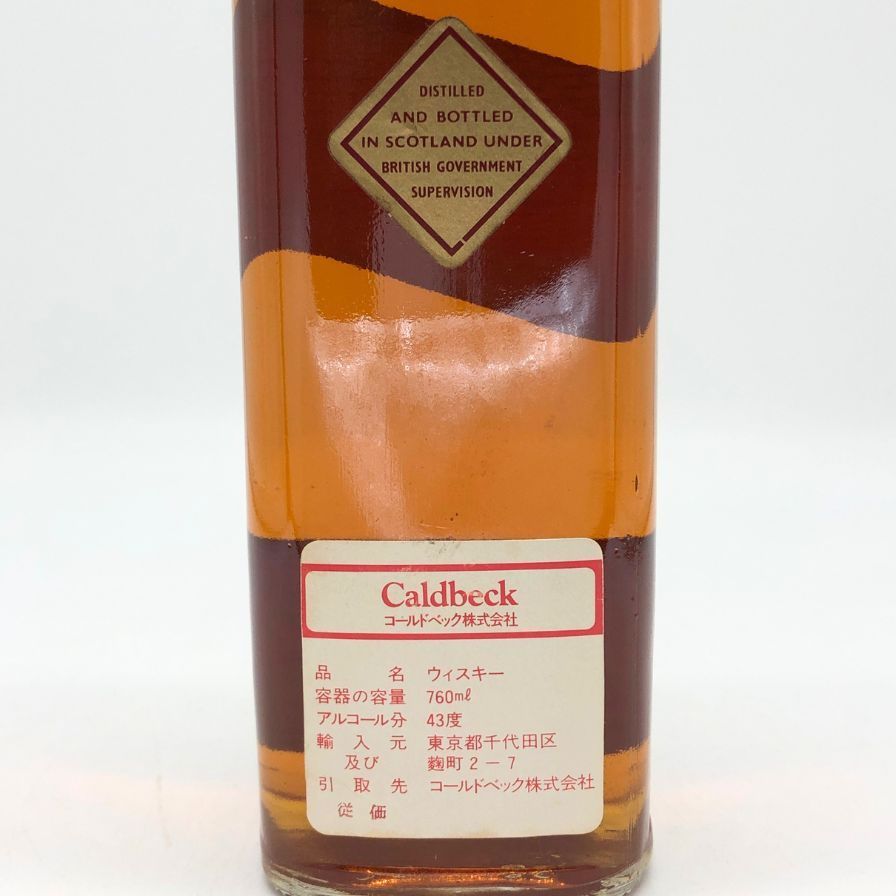 DISTILLED
AND BOTTLED
IN SCOTLAND UNDER
BRITISH GOVERNMENT
SUPERVISION
Caldbeck
コールドベック株式会社
品名 ウィスキー
容器の容量 760mℓ
アルコール分 43度
輸入元 東京都千代田区
及び 麹町2-7
引取先 コールドベック株式会社
従価